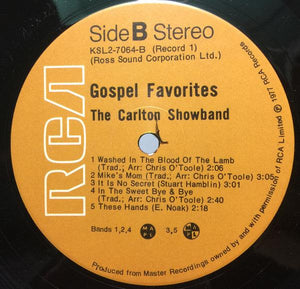 Side B Stereo
KSL2-7064-B (Record 1)
(Ross Sound Corporation Ltd.)
Gospel Favorites
The Carlton Showband
1 Washed In The Blood Of The Lamb
(Trad.; Arr: Chris O'Toole) 2:06
2 Mike's Mom (Trad.; Arr: Chris O'Toole) 3:05
3 It Is No Secret (Stuart Hamblin) 3:01
4 In The Sweet Bye & Bye
(Trad.; Arr: Chris O'Toole)
5 These Hands (E. Noak) 2:18
Bands 1,2,4
3,5
RCA
Produced from Master Recordings owned by and with permission of RCA Limited
℗ 1977 RCA Records